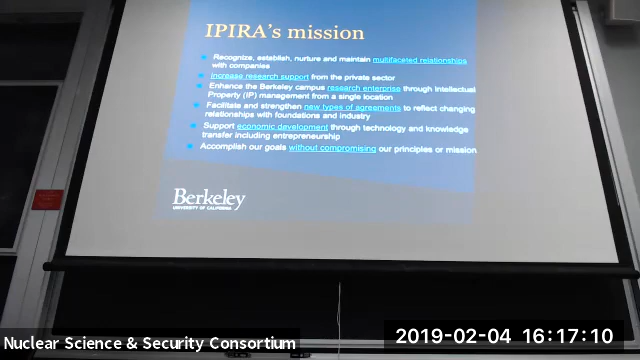 IPIRA's mission
Recognize, establish, nurture and maintain multifaceted relationships
with companies
increase research support from the private sector
Enhance the Berkeley campus research enterprise through Intellectual
Property (IP) management from a single location
Facilitate and strengthen new types of agreements to reflect changing
relationships with foundations and industry
Support economic development through technology and knowledge
transfer including entrepreneurship
Accomplish our goals without compromising our principles or mission
Berkeley
UNIVERSITY OF CALIFORNIA
Nuclear Science & Security Consortium
2019-02-04 16:17:10